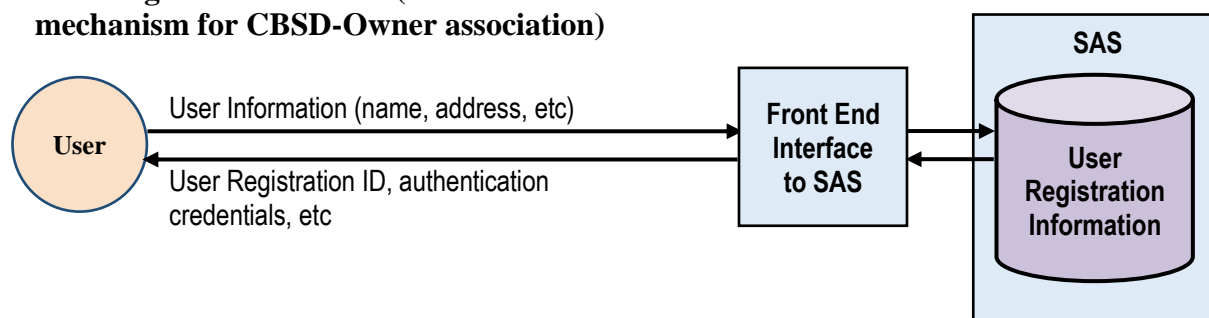 mechanism for CBSD-Owner association)
SAS
User Information (name, address, etc)
User
User Registration ID, authentication
credentials, etc
Front End
Interface
to SAS
User
Registration
Information